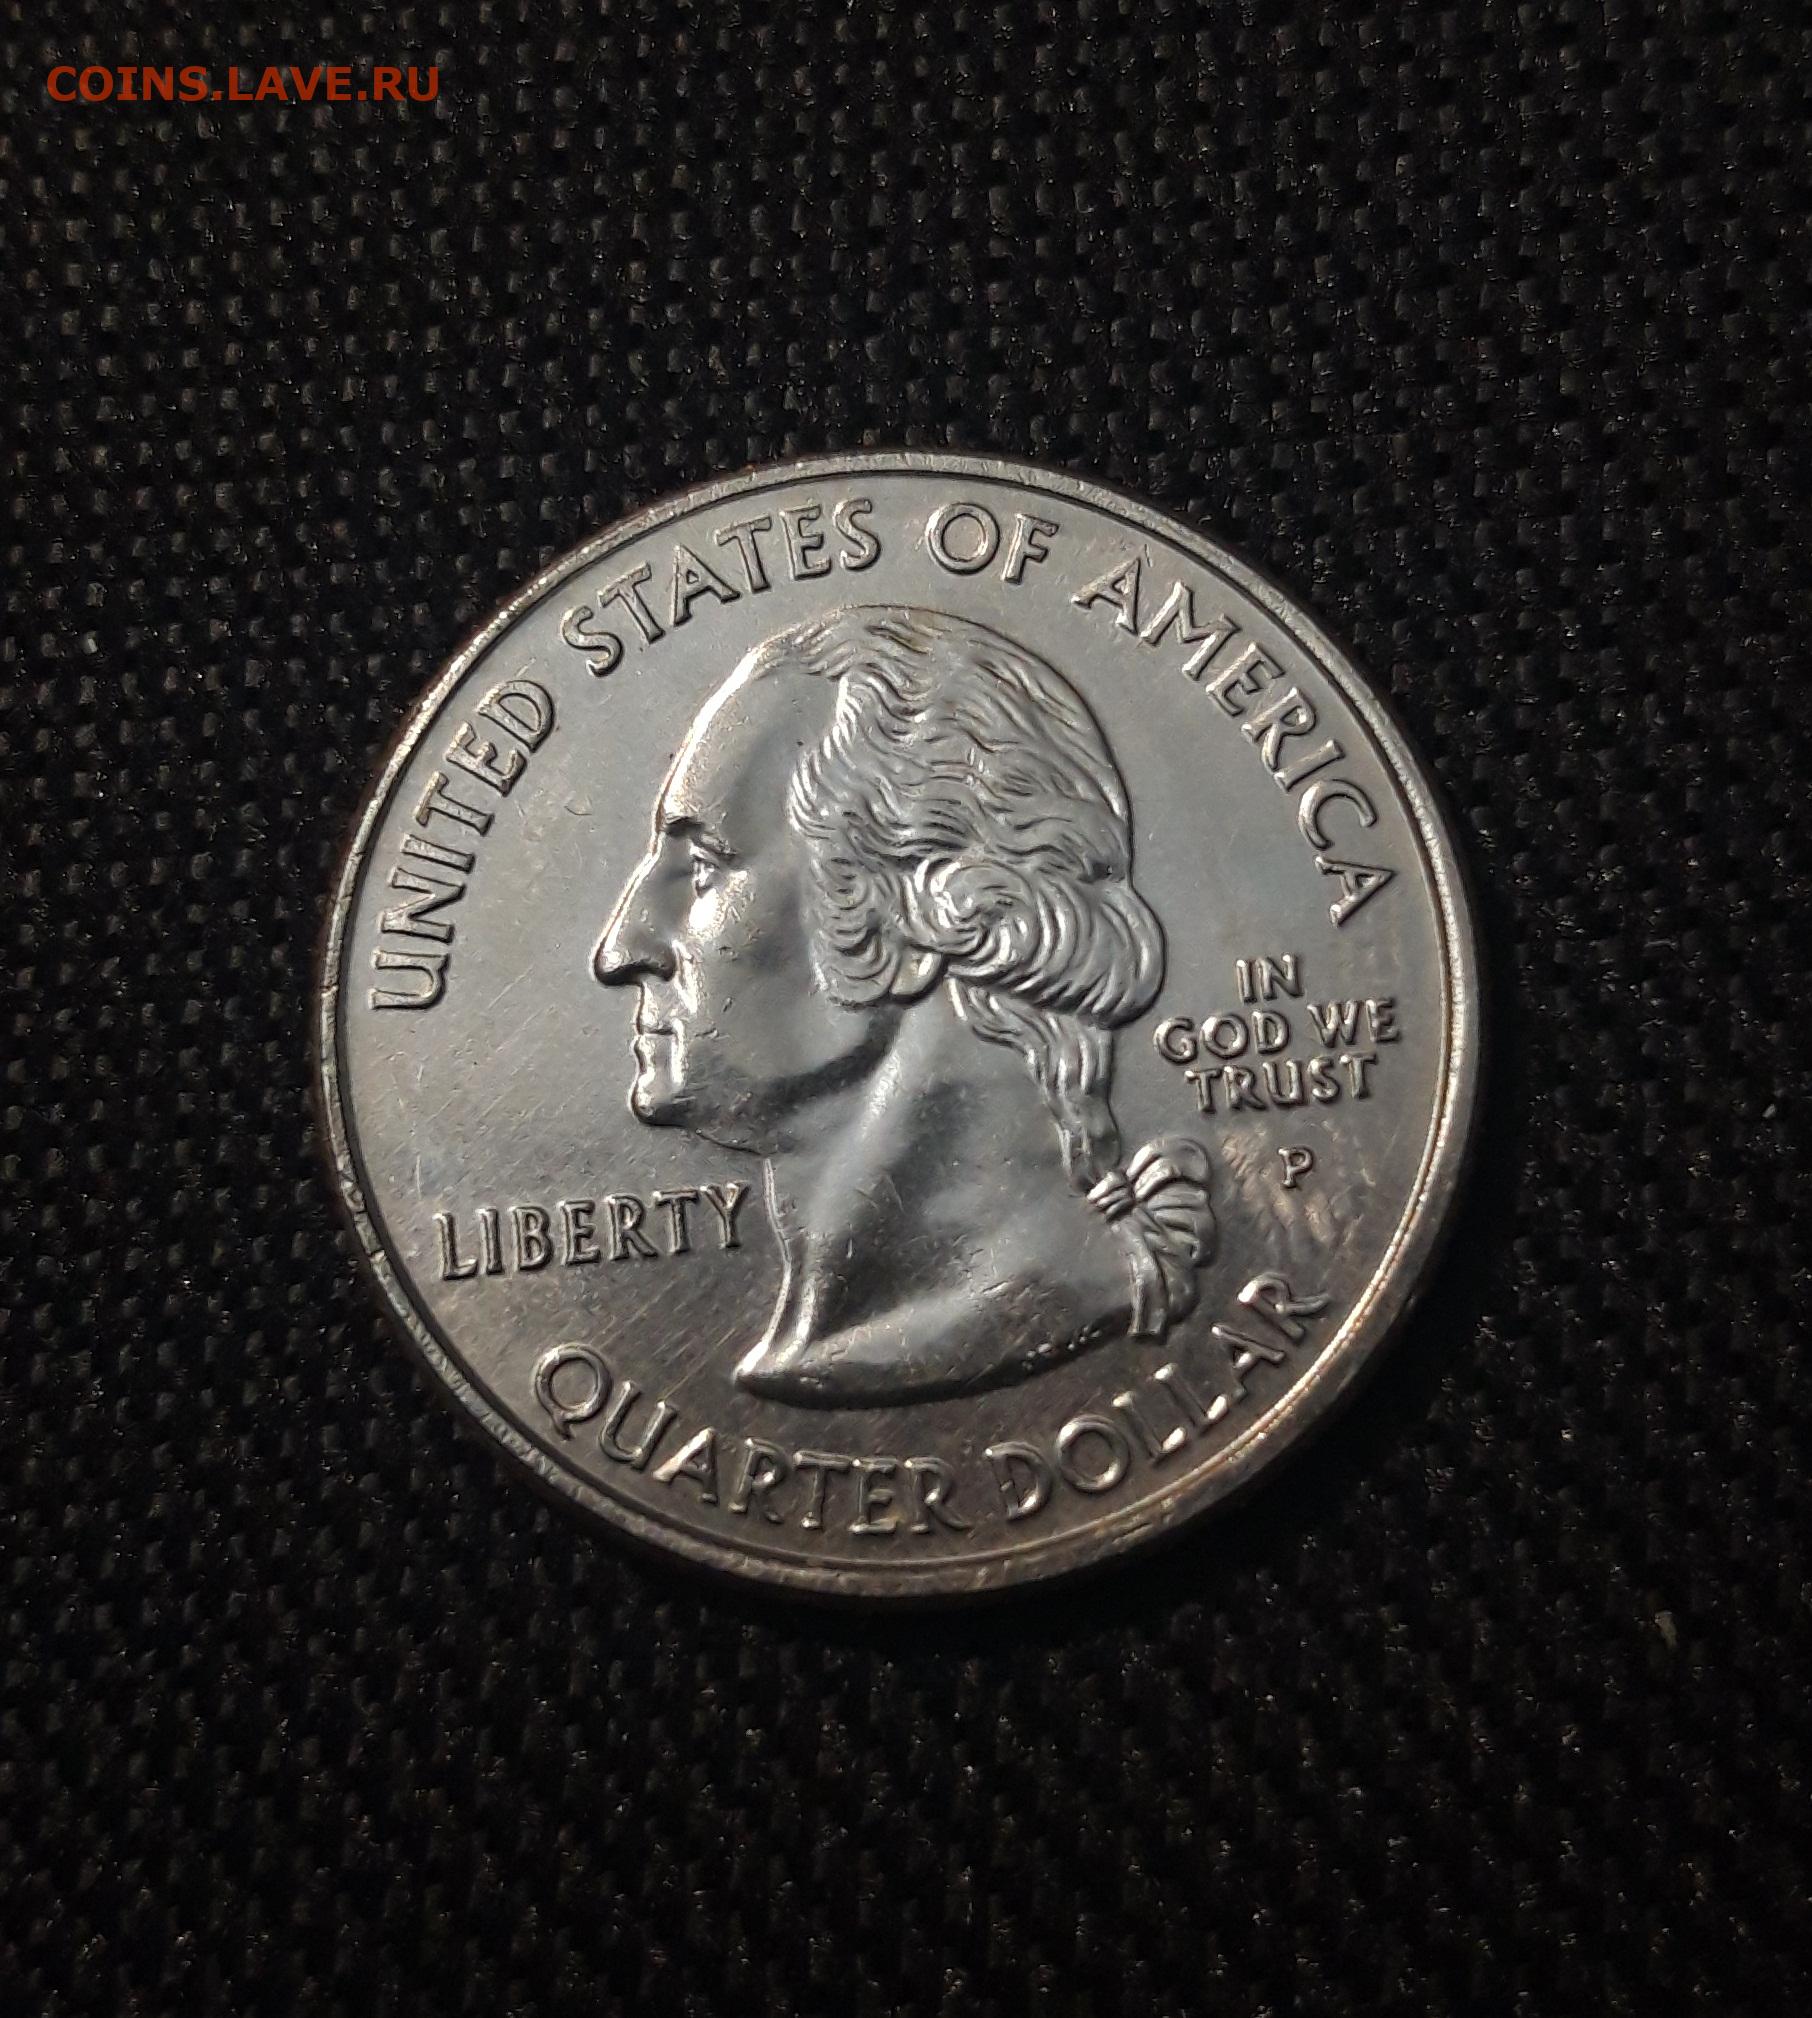 COINS.LAVE.RU
UNITED STATES OF AMERICA
IN
GOD WE
TRUST
P
LIBERTY
QUARTER DOLLAR